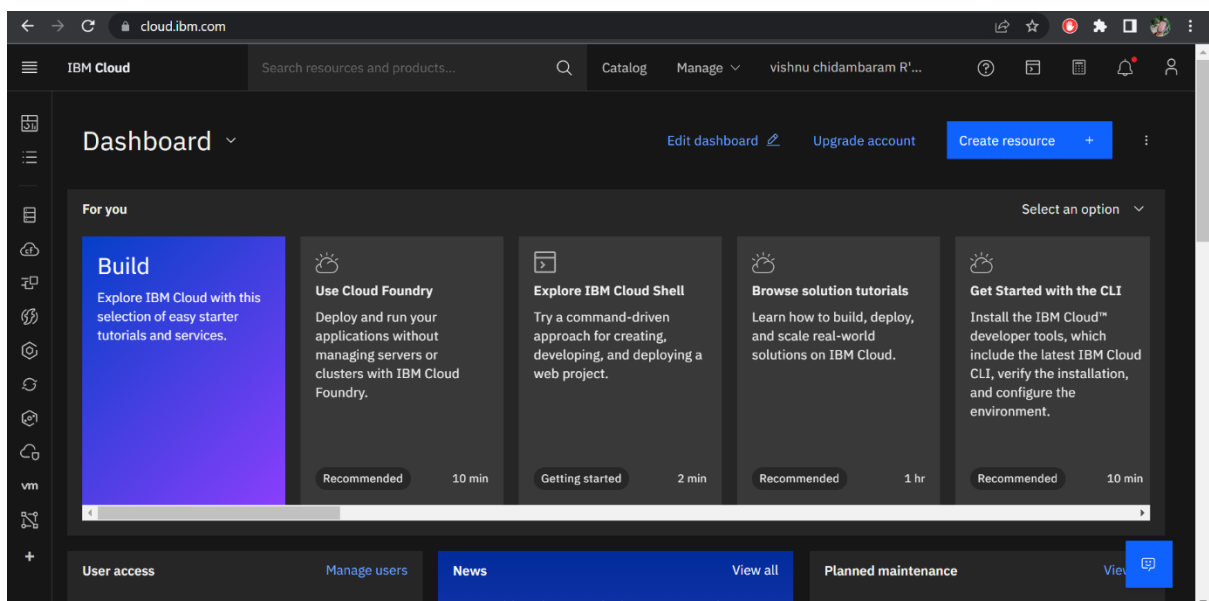 cloud.ibm.com
IBM Cloud
Search resources and products...
Catalog
Manage
vishnu chidambaram R'...
Dashboard
Edit dashboard
Upgrade account
Create resource +
For you
Select an option
Build
Explore IBM Cloud with this
selection of easy starter
tutorials and services.
Use Cloud Foundry
Deploy and run your
applications without
managing servers or
clusters with IBM Cloud
Foundry.
Recommended
10 min
Explore IBM Cloud Shell
Try a command-driven
approach for creating,
developing, and deploying a
web project.
Getting started
2 min
Browse solution tutorials
Learn how to build, deploy,
and scale real-world
solutions on IBM Cloud.
Recommended
1 hr
Get Started with the CLI
Install the IBM Cloud™
developer tools, which
include the latest IBM Cloud
CLI, verify the installation,
and configure the
environment.
Recommended
10 min
cf
vm
+
User access
Manage users
News
View all
Planned maintenance